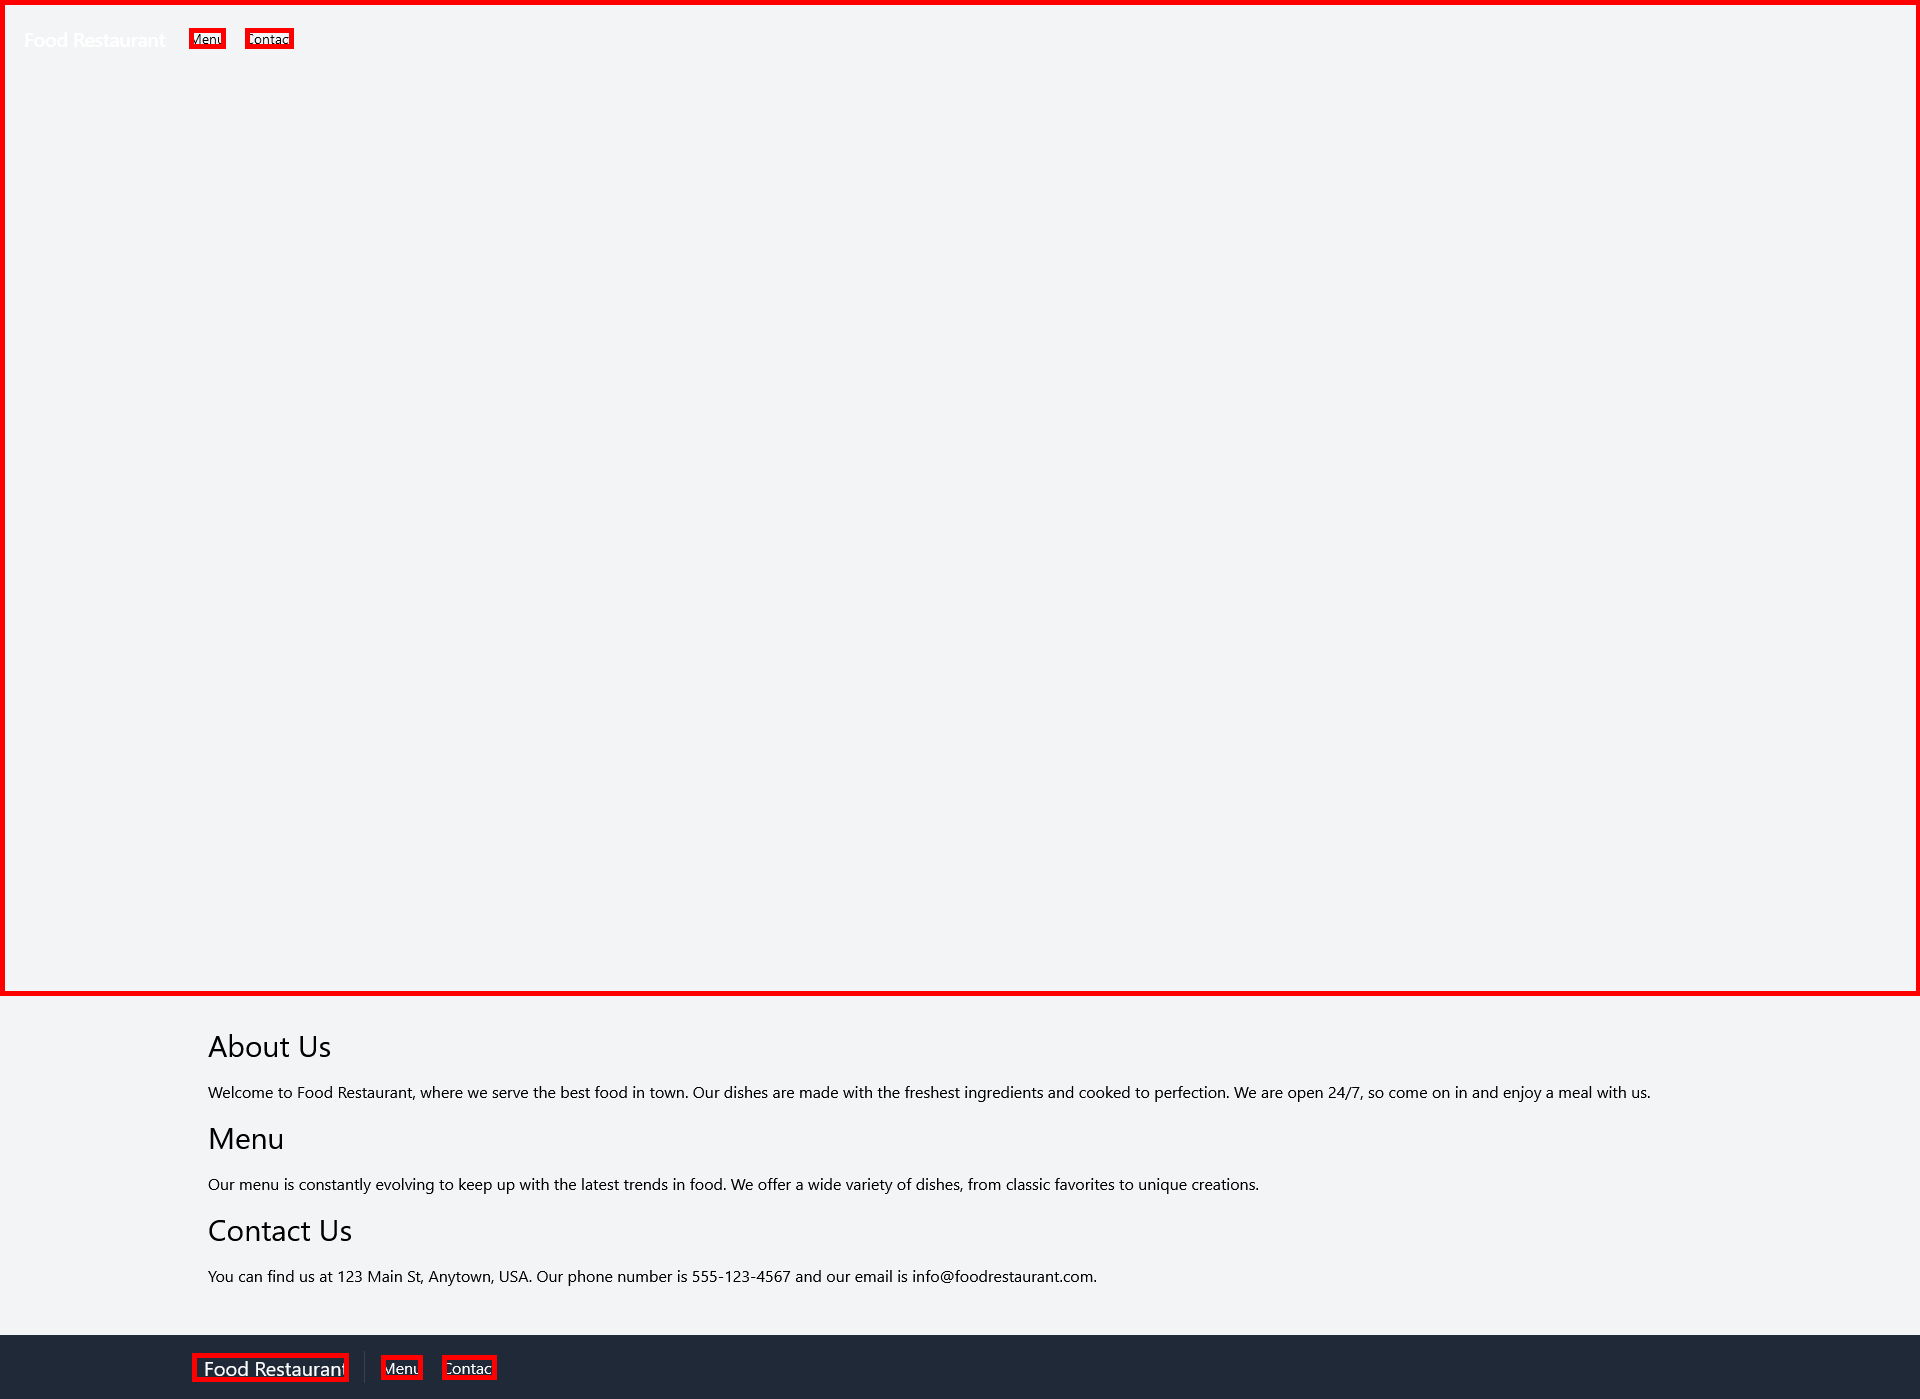 Food Restaurant Menu Contact
About Us
Welcome to Food Restaurant, where we serve the best food in town. Our dishes are made with the freshest ingredients and cooked to perfection. We are open 24/7, so come on in and enjoy a meal with us.
Menu
Our menu is constantly evolving to keep up with the latest trends in food. We offer a wide variety of dishes, from classic favorites to unique creations.
Contact Us
You can find us at 123 Main St, Anytown, USA. Our phone number is 555-123-4567 and our email is info@foodrestaurant.com.
Food Restaurant Menu Contact